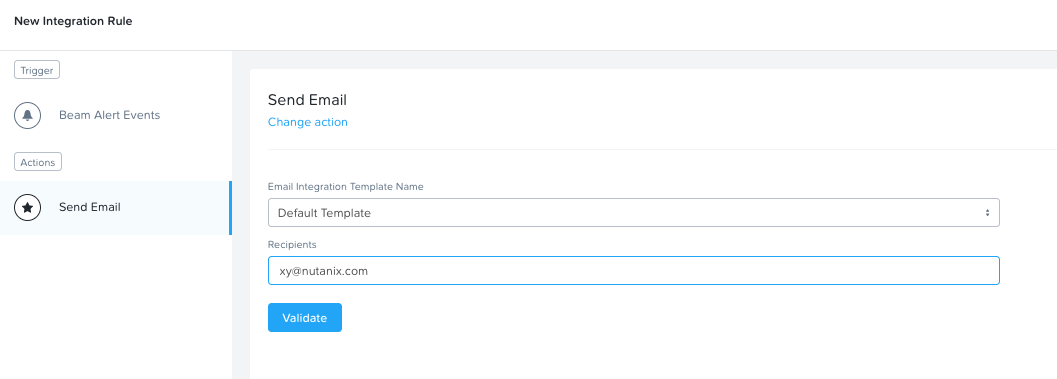 New Integration Rule
Trigger
Beam Alert Events
Actions
Send Email
Send Email
Change action
Email Integration Template Name
Default Template
Recipients
xy@nutanix.com
Validate